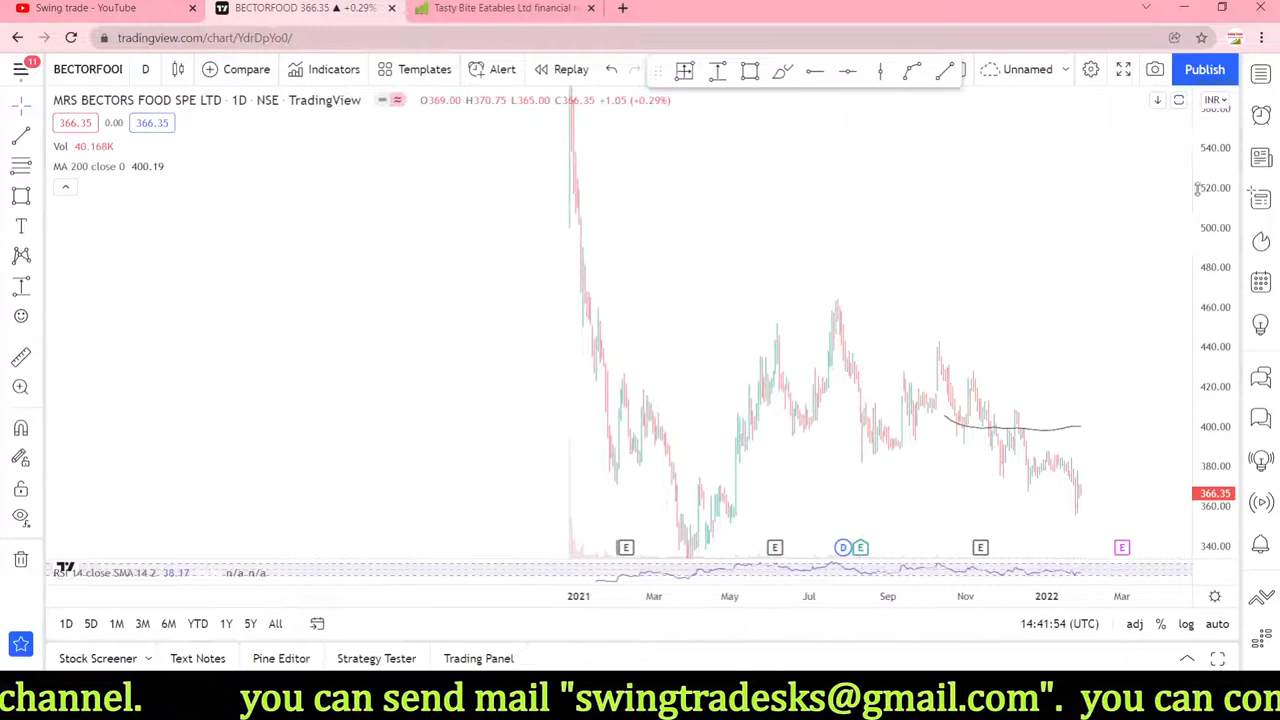 Swing trade - YouTube
BECTORFOOD 366.35 ▲ +0.29%
Tasty Bite Eatables Ltd financial r
tradingview.com/chart/YdrDpYo0/
11
BECTORFOOI
D
Compare
Indicators
Templates
Alert
Replay
Unnamed
Publish
MRS BECTORS FOOD SPE LTD · 1D · NSE · TradingView
O369.00 H370.75 L365.00 C366.35 +1.05 (+0.29%)
INR
366.35
0.00
366.35
Vol 40.168K
MA 200 close 0 400.19
560.00
540.00
520.00
500.00
480.00
460.00
440.00
420.00
400.00
380.00
366.35
360.00
340.00
E
E
D
E
E
E
RSI 14 close SMA 14 2 38.17 n/a n/a
2021
Mar
May
Jul
Sep
Nov
2022
Mar
1D 5D 1M 3M 6M YTD 1Y 5Y All
14:41:54 (UTC)
adj % log auto
Stock Screener
Text Notes
Pine Editor
Strategy Tester
Trading Panel
channel. you can send mail "swingtradesks@gmail.com". you can con